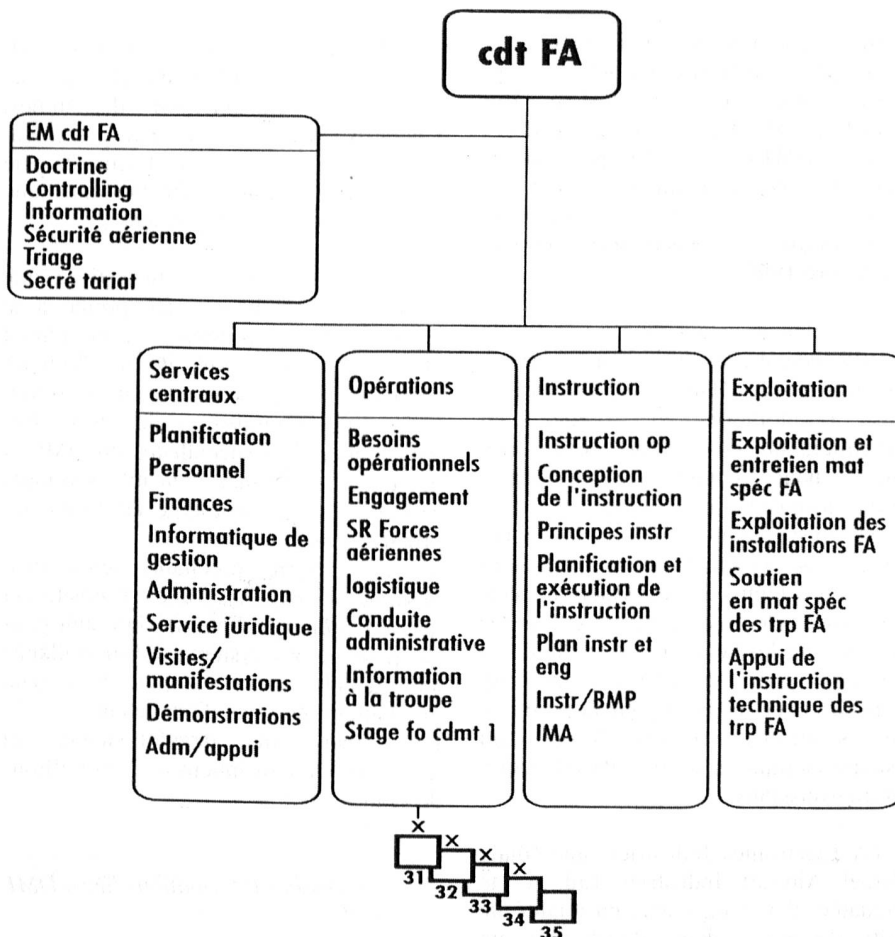 cdt FA
EM cdt FA
Doctrine
Controlling
Information
Sécurité aérienne
Triage
Secré tariat
Services
centraux
Planification
Personnel
Finances
Informatique de
gestion
Administration
Service juridique
Visites/
manifestations
Démonstrations
Adm/appui
Opérations
Besoins
opérationnels
Engagement
SR Forces
aériennes
logistique
Conduite
administrative
Information
à la troupe
Stage fo cdmt 1
Instruction
Instruction op
Conception
de l'instruction
Principes instr
Planification et
exécution de
l'instruction
Plan instr et
eng
Instr/BMP
IMA
Exploitation
Exploitation et
entretien mat
spéc FA
Exploitation des
installations FA
Soutien
en mat spéc
des trp FA
Appui de
l'instruction
technique des
trp FA
31
32
33
34
35